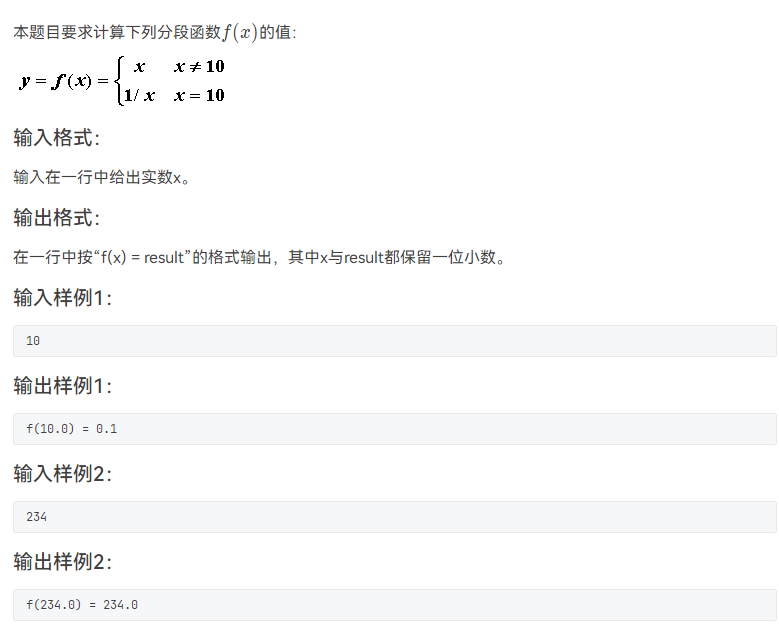 本题目要求计算下列分段函数f(x)的值：
y = f(x) = { x x ≠ 10
1/ x x = 10
输入格式：
输入在一行中给出实数x。
输出格式：
在一行中按“f(x) = result”的格式输出，其中x与result都保留一位小数。
输入样例1：
10
输出样例1：
f(10.0) = 0.1
输入样例2：
234
输出样例2：
f(234.0) = 234.0